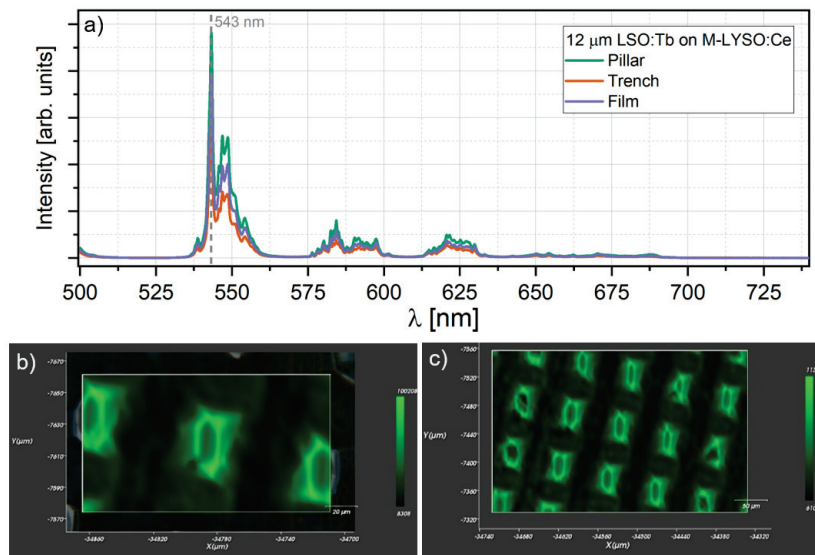 a)
543 nm
12 μm LSO:Tb on M-LYSO:Ce
Pillar
Trench
Film
Intensity [arb. units]
500 525 550 575 600 625 650 675 700 725
λ [nm]
b)
-7670
-7650
-7630
Y(μm)
-7610
-7590
-7570
-34860 -34820 -34780 -34740 -34700
X(μm)
20 μm
100208
8308
c)
-7560
-7520
-7480
Y(μm)
-7440
-7400
-7360
-7320
-34740 -34680 -34620 -34560 -34500 -34440 -34380 -34320
X(μm)
50 μm